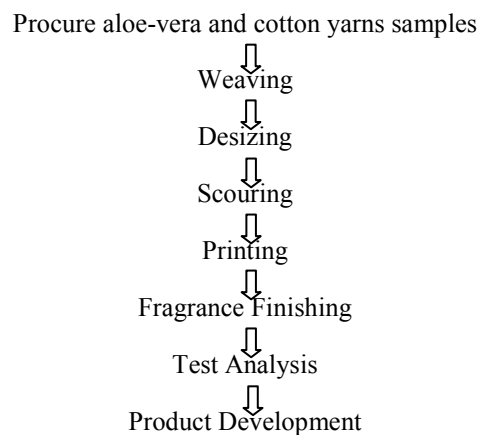 Procure aloe-vera and cotton yarns samples
Weaving
Desizing
Scouring
Printing
Fragrance Finishing
Test Analysis
Product Development